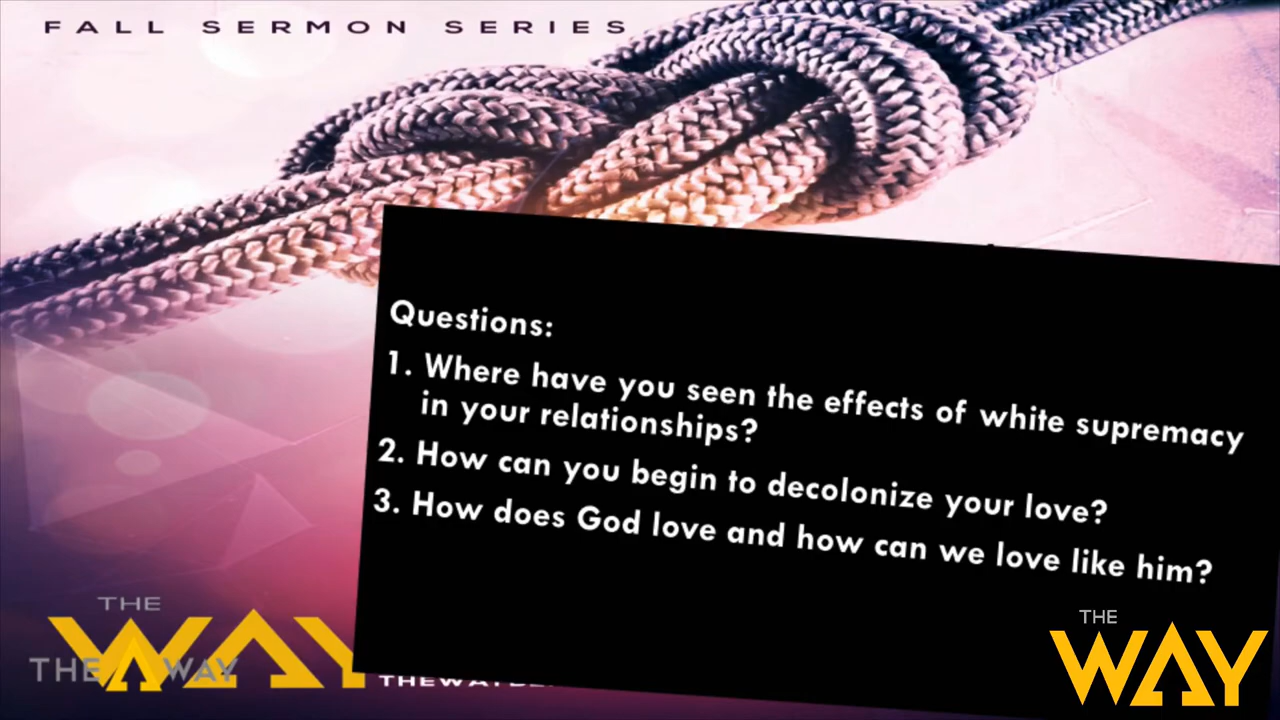 FALL SERMON SERIES
Questions:
1. Where have you seen the effects of white supremacy
in your relationships?
2. How can you begin to decolonize your love?
3. How does God love and how can we love like him?
THE
WAY
THE WAY
THE
WAY